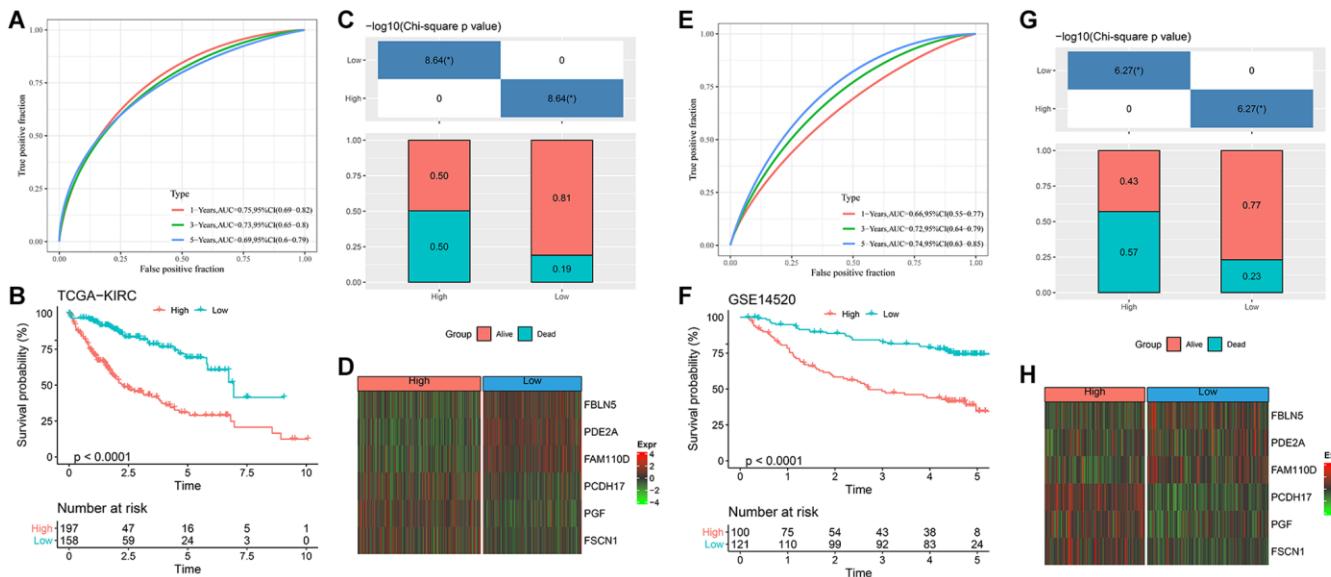 A
1.00
0.75
0.50
0.25
0.00
True positive fraction
Type
1−Years,AUC=0.75,95%CI(0.69−0.82)
3−Years,AUC=0.73,95%CI(0.65−0.8)
5−Years,AUC=0.69,95%CI(0.6−0.79)
0.00 0.25 0.50 0.75 1.00
False positive fraction
B
TCGA−KIRC
High Low
100
75
50
25
0
Survival probability (%)
p < 0.0001
0 2.5 5 7.5 10
Time
Number at risk
High 197 47 16 5 1
Low 158 59 24 3 0
0 2.5 5 7.5 10
Time
C
−log10(Chi-square p value)
Low 8.64(*) 0
High 0 8.64(*)
High Low
1.00
0.75
0.50
0.25
0.00
0.50 0.81
0.50 0.19
High Low
Group Alive Dead
D
High Low
FBLN5
PDE2A
FAM110D
PCDH17
PGF
FSCN1
Expr
4
2
0
−2
−4
E
1.00
0.75
0.50
0.25
0.00
True positive fraction
Type
1−Years,AUC=0.66,95%CI(0.55−0.77)
3−Years,AUC=0.72,95%CI(0.64−0.79)
5−Years,AUC=0.74,95%CI(0.63−0.85)
0.00 0.25 0.50 0.75 1.00
False positive fraction
F
GSE14520
High Low
100
75
50
25
0
Survival probability (%)
p < 0.0001
0 1 2 3 4 5
Time
Number at risk
High 100 75 54 43 38 8
Low 121 110 99 92 83 24
0 1 2 3 4 5
Time
G
−log10(Chi-square p value)
Low 6.27(*) 0
High 0 6.27(*)
High Low
1.00
0.75
0.50
0.25
0.00
0.43 0.77
0.57 0.23
High Low
Group Alive Dead
H
High Low
FBLN5
PDE2A
FAM110D
PCDH17
PGF
FSCN1